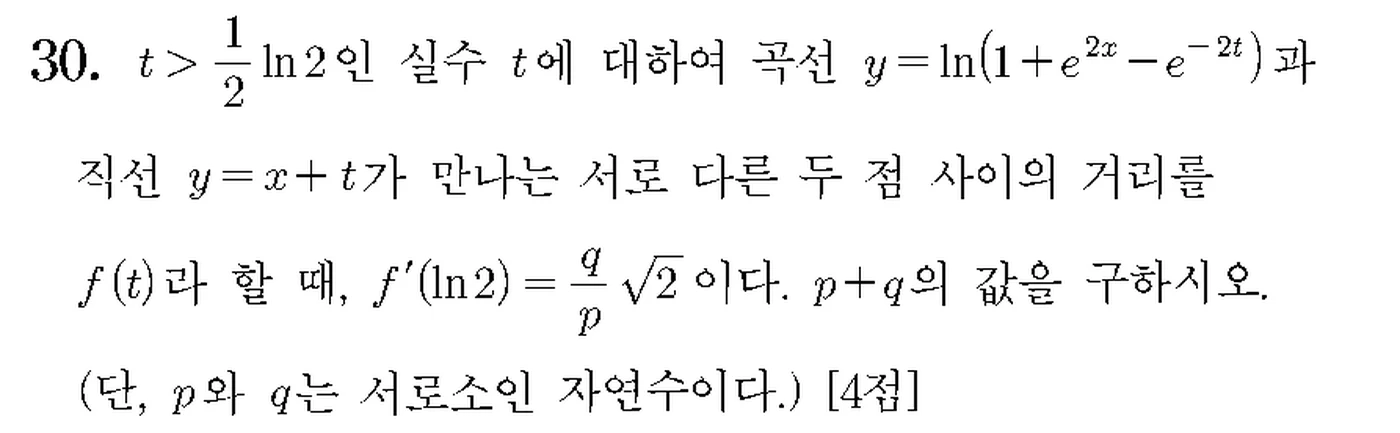 30. t > 1/2 ln2인 실수 t에 대하여 곡선 y = ln(1 + e^{2x} - e^{-2t})과
직선 y = x + t가 만나는 서로 다른 두 점 사이의 거리를
f(t)라 할 때, f′(ln2) = q/p √2 이다. p+q의 값을 구하시오.
(단, p와 q는 서로소인 자연수이다.) [4점]